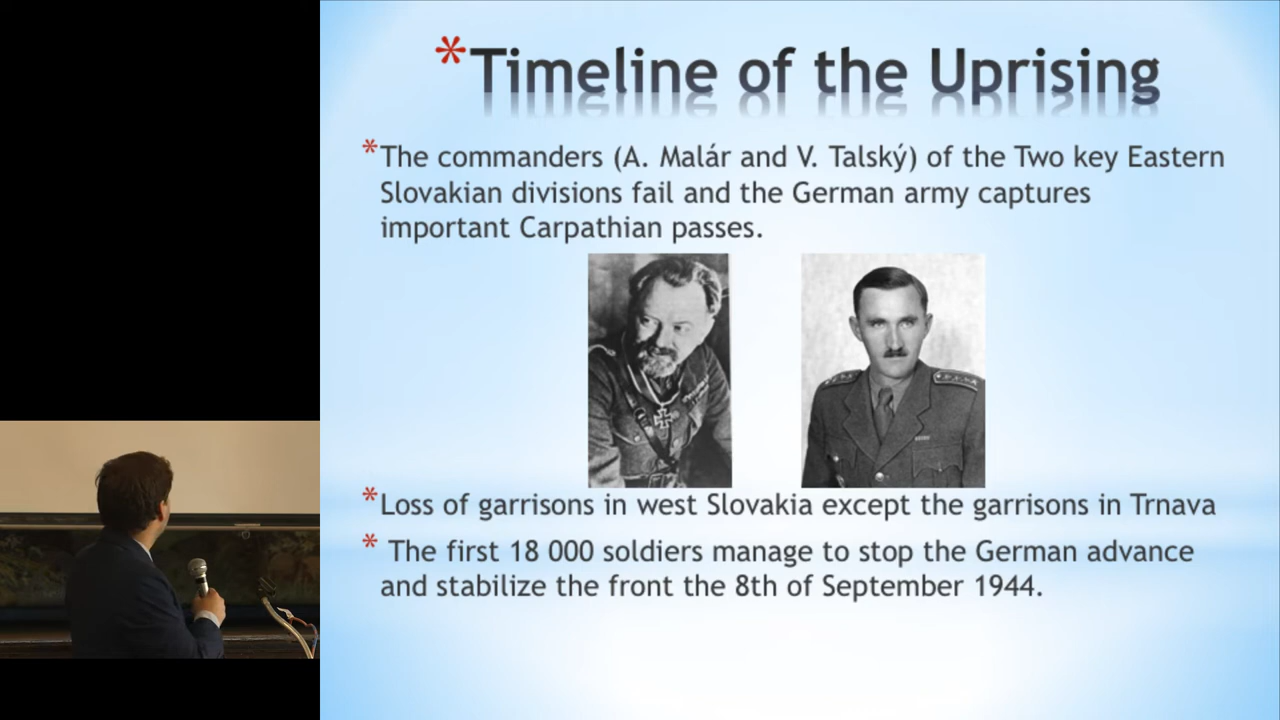 *Timeline of the Uprising
*The commanders (A. Malár and V. Talský) of the Two key Eastern
Slovakian divisions fail and the German army captures
important Carpathian passes.
*Loss of garrisons in west Slovakia except the garrisons in Trnava
* The first 18 000 soldiers manage to stop the German advance
and stabilize the front the 8th of September 1944.